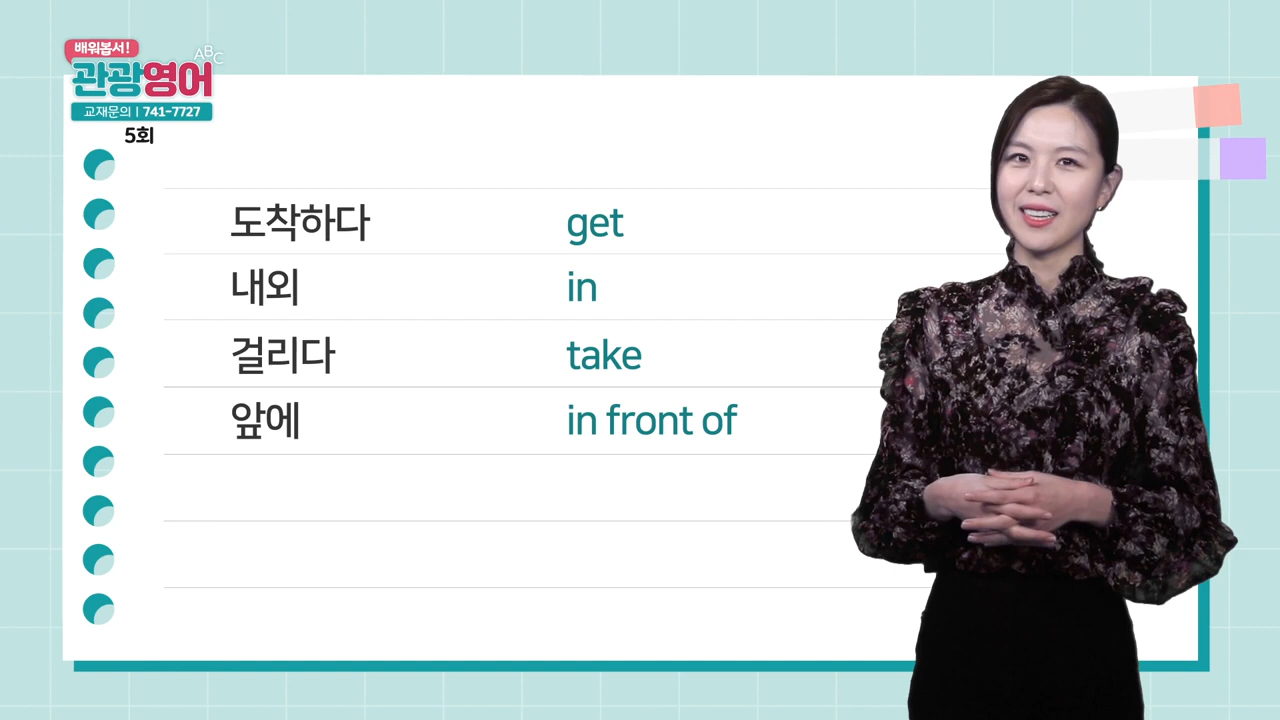 배워봅서!
ABC
관광영어
교재문의 | 741-7727
5회
도착하다 get
내외 in
걸리다 take
앞에 in front of